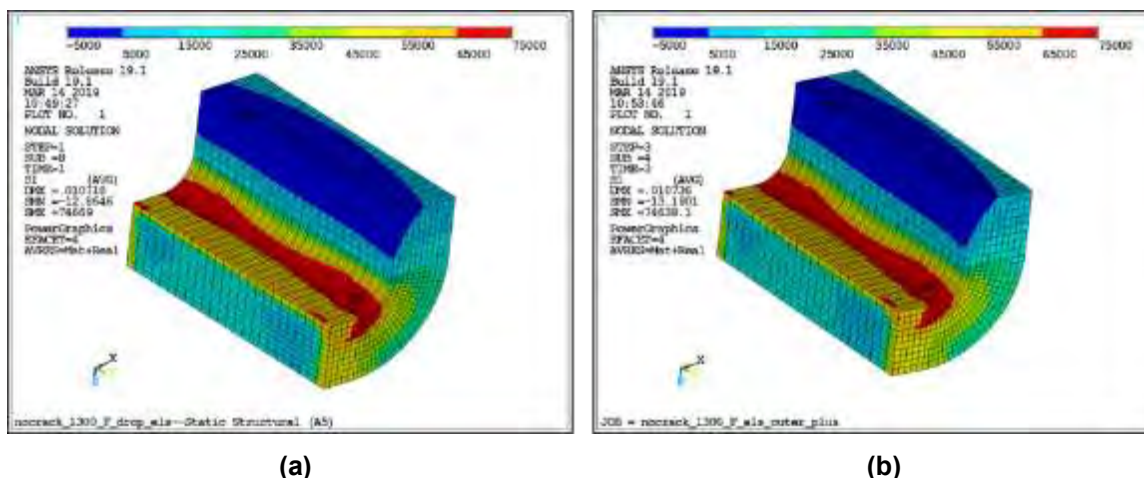 -5000 5000 15000 25000 35000 45000 55000 65000 75000
ANSYS Release 19.1
Build 19.1
MAR 14 2019
10:49:27
PLOT NO. 1
NODAL SOLUTION
STEP=1
SUB =8
TIME=1
S1 (AVG)
DMX =.010718
SMN =-12.8646
SMX =74669
PowerGraphics
EFACET=4
AVRES=Mat+Real
X
nocrack_1300_F_drop_els--Static Structural (A5)
(a)
-5000 5000 15000 25000 35000 45000 55000 65000 75000
ANSYS Release 19.1
Build 19.1
MAR 14 2019
10:58:46
PLOT NO. 1
NODAL SOLUTION
STEP=3
SUB =4
TIME=3
S1 (AVG)
DMX =.010736
SMN =-13.1801
SMX =74638.1
PowerGraphics
EFACET=4
AVRES=Mat+Real
X
JOB = nocrack_1300_F_els_outer_plus
(b)